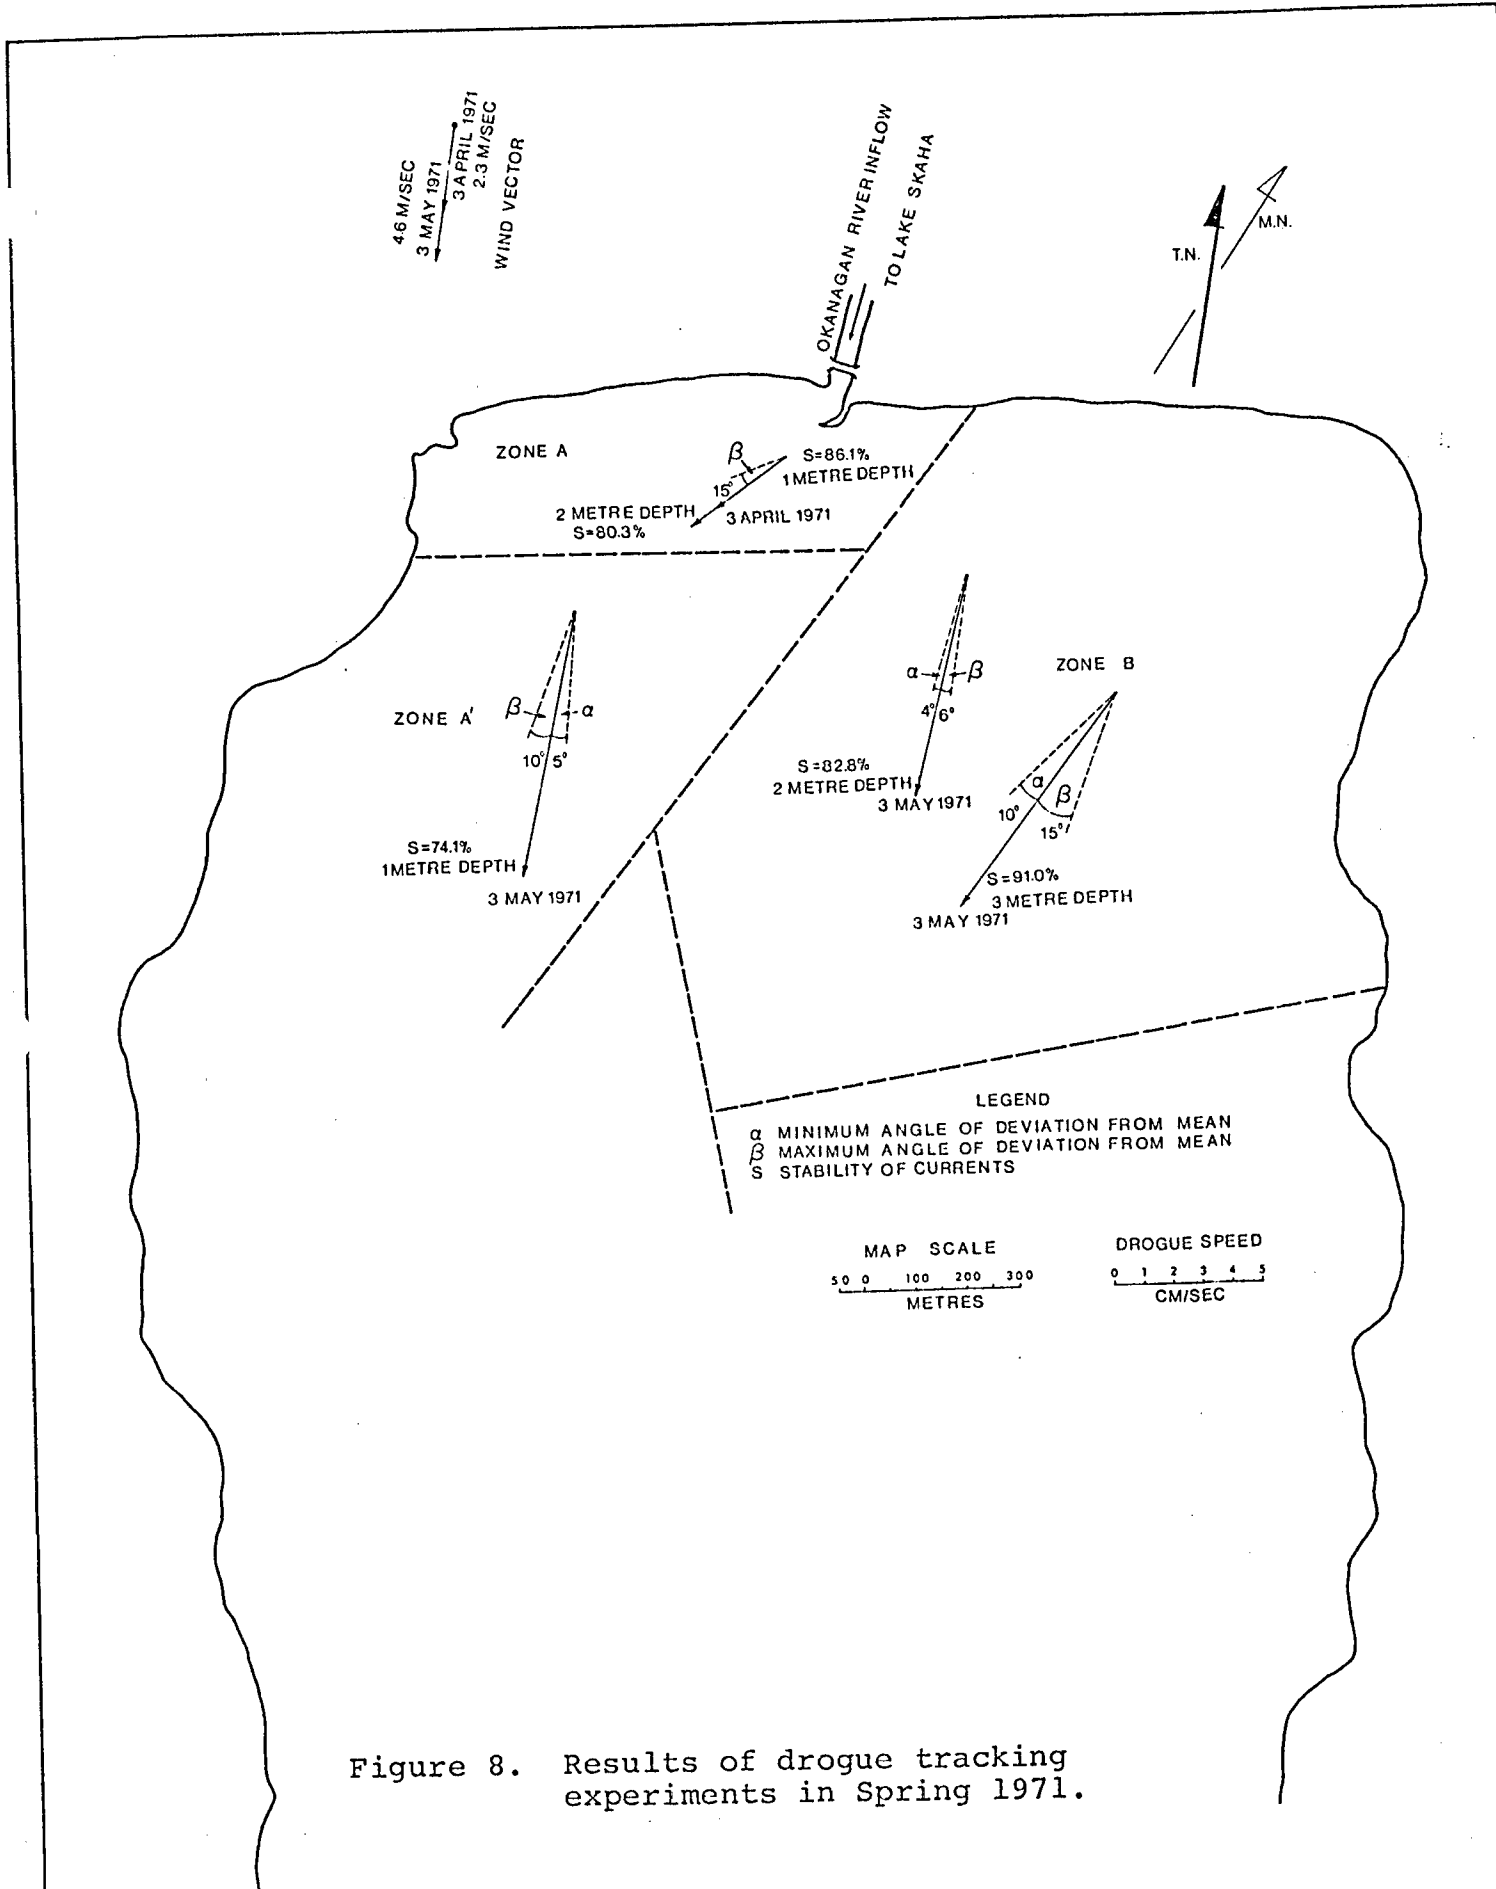 4.6 M/SEC
3 MAY 1971
3 APRIL 1971
2.3 M/SEC
WIND VECTOR
OKANAGAN RIVER INFLOW
TO LAKE SKAHA
T.N.
M.N.
ZONE A
β
15°
S=86.1%
1 METRE DEPTH
2 METRE DEPTH
S=80.3%
3 APRIL 1971
ZONE A'
β
α
10° 5°
S=74.1%
1 METRE DEPTH
3 MAY 1971
α
β
4° 6°
S=82.8%
2 METRE DEPTH
3 MAY 1971
ZONE B
α
β
10°
15°
S=91.0%
3 METRE DEPTH
3 MAY 1971
LEGEND
α MINIMUM ANGLE OF DEVIATION FROM MEAN
β MAXIMUM ANGLE OF DEVIATION FROM MEAN
S STABILITY OF CURRENTS
MAP SCALE
50 0 100 200 300
METRES
DROGUE SPEED
0 1 2 3 4 5
CM/SEC
Figure 8. Results of drogue tracking
experiments in Spring 1971.